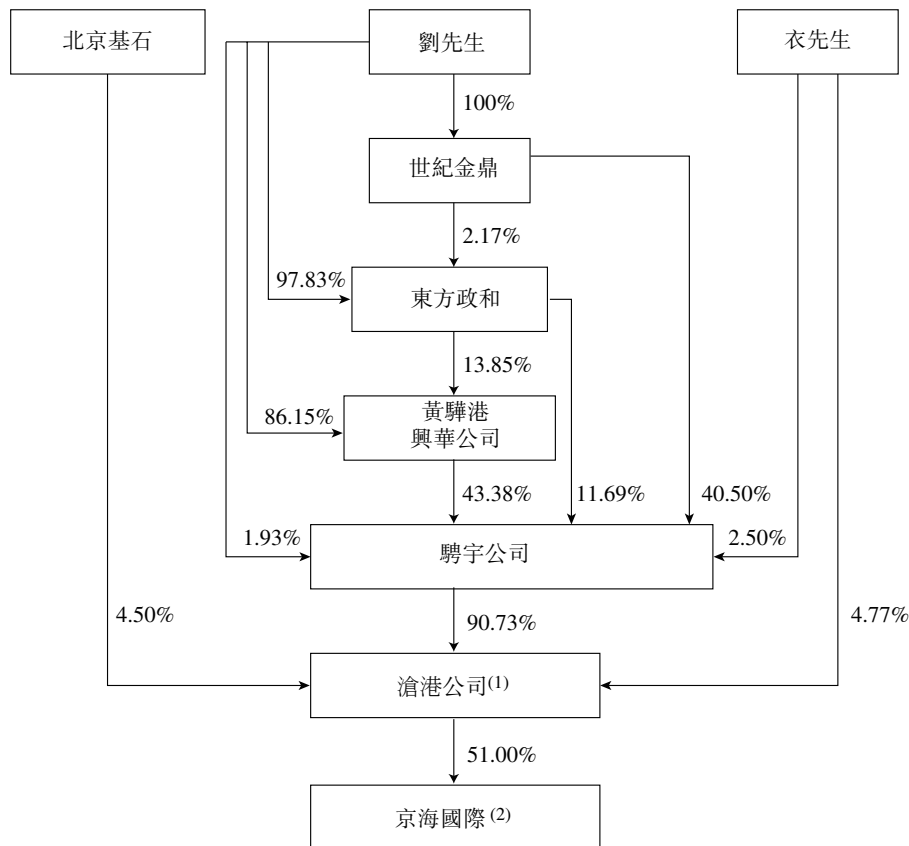 北京基石
劉先生
衣先生
100%
世紀金鼎
2.17%
97.83%
東方政和
13.85%
86.15%
黃驊港
興華公司
43.38%
11.69%
40.50%
1.93%
騁宇公司
2.50%
4.50%
90.73%
4.77%
滄港公司(1)
51.00%
京海國際(2)